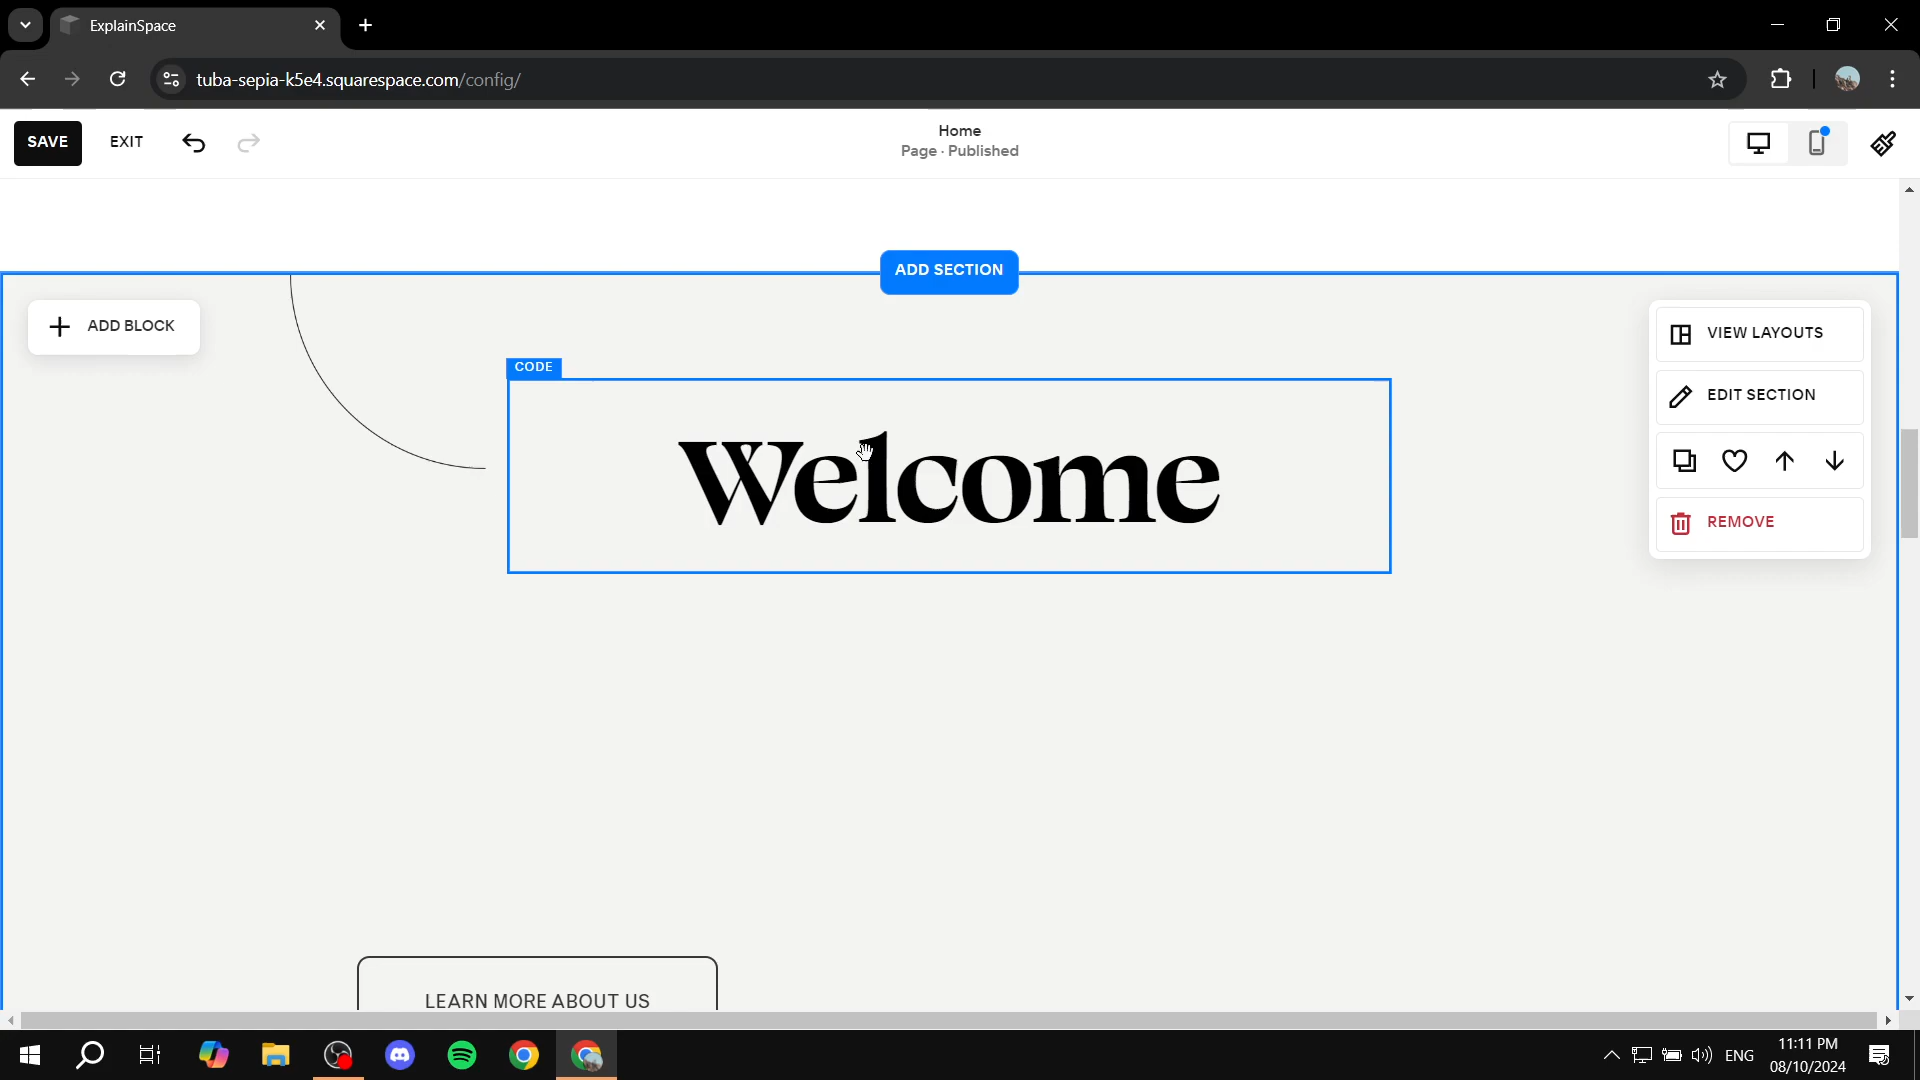 ExplainSpace
tuba-sepia-k5e4.squarespace.com/config/
SAVE
EXIT
Home
Page · Published
ADD SECTION
ADD BLOCK
VIEW LAYOUTS
CODE
EDIT SECTION
Welcome
REMOVE
LEARN MORE ABOUT US
ENG
11:11 PM
08/10/2024